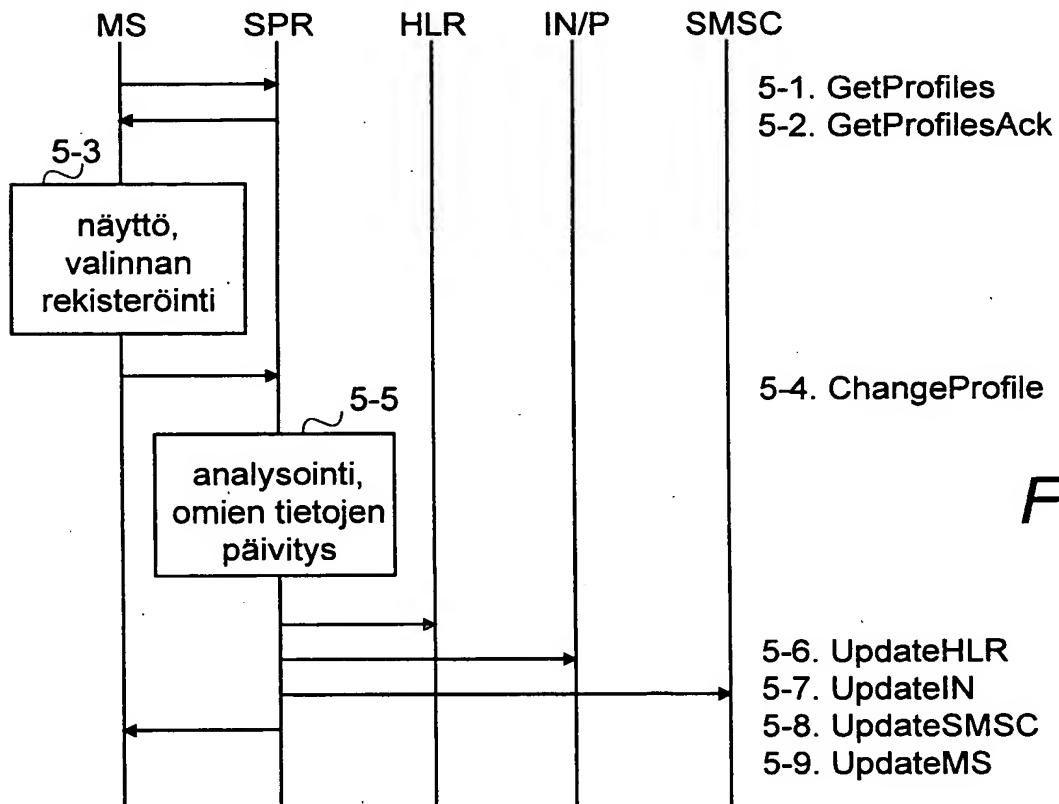 MS SPR HLR IN/P SMSC
5-1. GetProfiles
5-2. GetProfilesAck
5-3
näyttö,
valinnan
rekisteröinti
5-4. ChangeProfile
5-5
analysointi,
omien tietojen
päivitys
F
5-6. UpdateHLR
5-7. UpdateIN
5-8. UpdateSMSC
5-9. UpdateMS